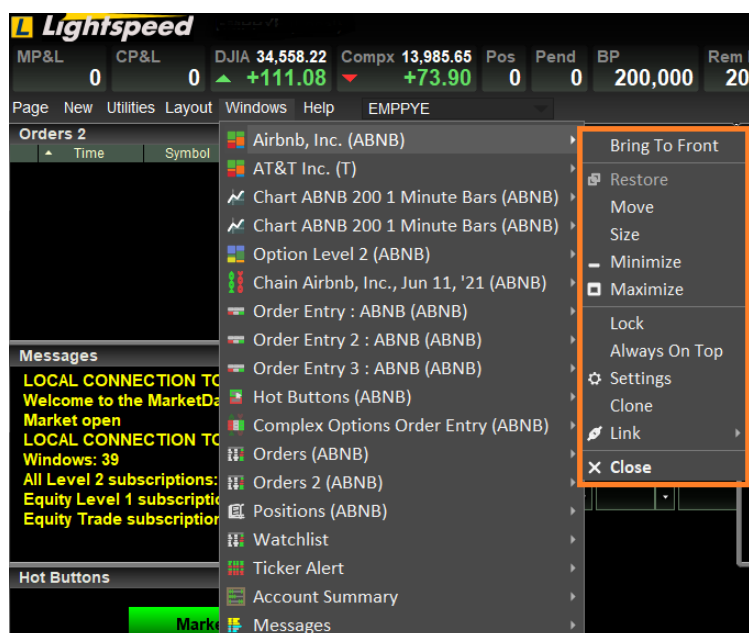 L Lightspeed
MP&L CP&L DJIA 34,558.22 Compx 13,985.65 Pos Pend BP Rem
0 0 +111.08 +73.90 0 0 200,000 20
Page New Utilities Layout Windows Help EMPPYE
Orders 2
Time Symbol
Airbnb, Inc. (ABNB)
AT&T Inc. (T)
Chart ABNB 200 1 Minute Bars (ABNB)
Chart ABNB 200 1 Minute Bars (ABNB)
Option Level 2 (ABNB)
Chain Airbnb, Inc., Jun 11, '21 (ABNB)
Order Entry : ABNB (ABNB)
Order Entry 2 : ABNB (ABNB)
Order Entry 3 : ABNB (ABNB)
Hot Buttons (ABNB)
Complex Options Order Entry (ABNB)
Orders (ABNB)
Orders 2 (ABNB)
Positions (ABNB)
Watchlist
Ticker Alert
Account Summary
Messages
Bring To Front
Restore
Move
Size
Minimize
Maximize
Lock
Always On Top
Settings
Clone
Link
Close
Messages
LOCAL CONNECTION TO
Welcome to the MarketDa
Market open
LOCAL CONNECTION TO
Windows: 39
All Level 2 subscriptions:
Equity Level 1 subscriptio
Equity Trade subscription
Hot Buttons
Marke